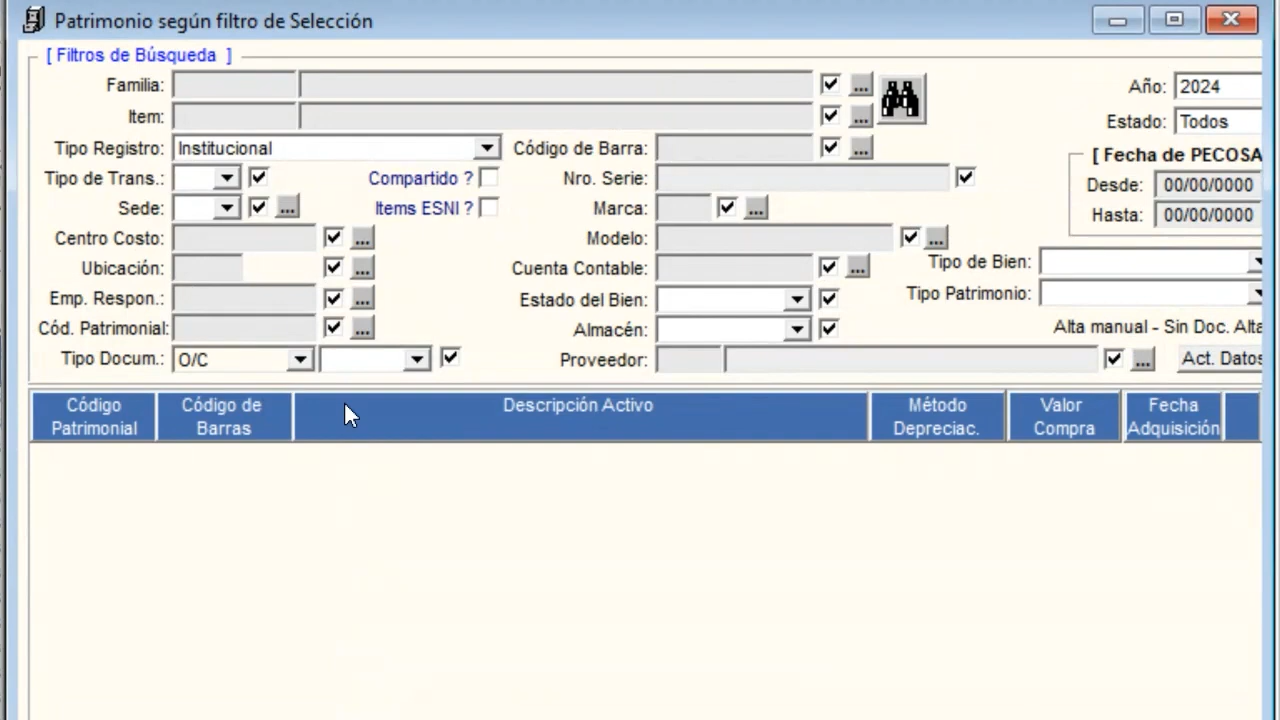 Patrimonio según filtro de Selección
[ Filtros de Búsqueda ]
Familia: ...
Item: ...
Año: 2024
Estado: Todos
Tipo Registro: Institucional
Código de Barra: ...
[ Fecha de PECOSA
Tipo de Trans.:
Compartido ?
Nro. Serie:
Desde: 00/00/0000
Sede: ...
Items ESNI ?
Marca: ...
Hasta: 00/00/0000
Centro Costo: ...
Modelo: ...
Ubicación: ...
Cuenta Contable: ...
Tipo de Bien:
Emp. Respon.: ...
Estado del Bien:
Tipo Patrimonio:
Cód. Patrimonial: ...
Almacén:
Alta manual - Sin Doc. Alta
Tipo Docum.: O/C
Proveedor: ...
Act. Datos
Código Patrimonial
Código de Barras
Descripción Activo
Método Depreciac.
Valor Compra
Fecha Adquisición